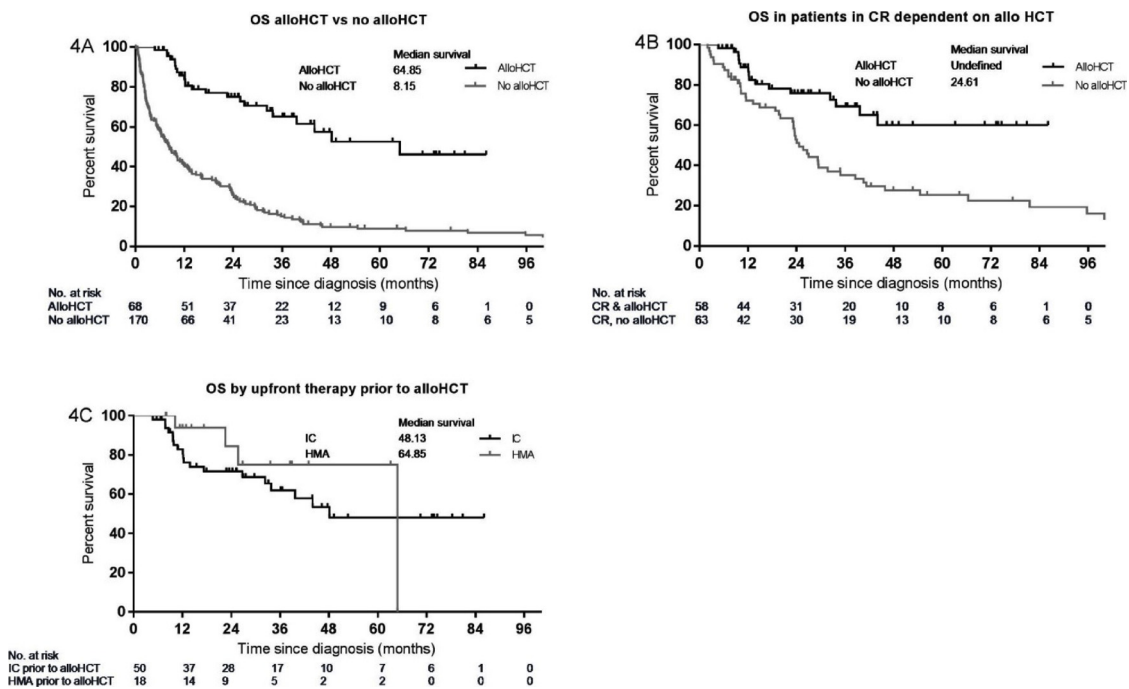 OS alloHCT vs no alloHCT
4A
Median survival
AlloHCT 64.85 AlloHCT
No alloHCT 8.15 No alloHCT
Percent survival
100
80
60
40
20
0
0 12 24 36 48 60 72 84 96
Time since diagnosis (months)
No. at risk
AlloHCT 68 51 37 22 12 9 6 1 0
No alloHCT 170 66 41 23 13 10 8 6 5
OS in patients in CR dependent on allo HCT
4B
Median survival
AlloHCT Undefined AlloHCT
No alloHCT 24.61 No alloHCT
Percent survival
100
80
60
40
20
0
0 12 24 36 48 60 72 84 96
Time since diagnosis (months)
No. at risk
CR & alloHCT 58 44 31 20 10 8 6 1 0
CR, no alloHCT 63 42 30 19 13 10 8 6 5
OS by upfront therapy prior to alloHCT
4C
Median survival
IC 48.13 IC
HMA 64.85 HMA
Percent survival
100
80
60
40
20
0
0 12 24 36 48 60 72 84 96
Time since diagnosis (months)
No. at risk
IC prior to alloHCT 50 37 28 17 10 7 6 1 0
HMA prior to alloHCT 18 14 9 5 2 2 0 0 0